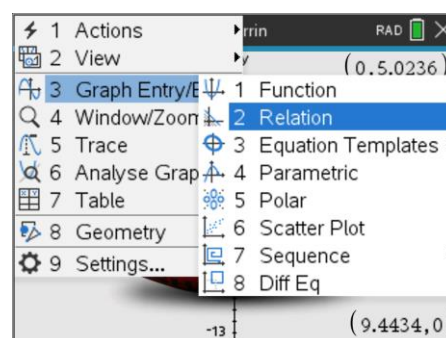 1 Actions
rrin
RAD
2 View
y
(0,5.0236)
3 Graph Entry/E
1 Function
4 Window/Zoom
2 Relation
5 Trace
3 Equation Templates
6 Analyse Grap
4 Parametric
7 Table
5 Polar
8 Geometry
6 Scatter Plot
9 Settings...
7 Sequence
8 Diff Eq
-13
(9.4434,0